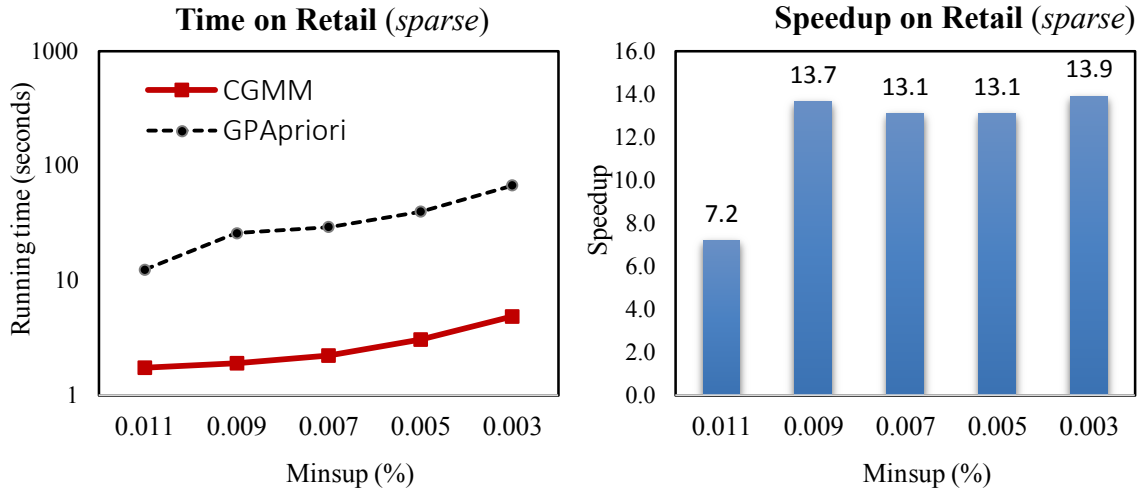 Time on Retail (sparse)
Running time (seconds)
1000
100
10
1
CGMM
GPApriori
0.011 0.009 0.007 0.005 0.003
Minsup (%)
Speedup on Retail (sparse)
Speedup
16.0
14.0
12.0
10.0
8.0
6.0
4.0
2.0
0.0
7.2
13.7
13.1
13.1
13.9
0.011 0.009 0.007 0.005 0.003
Minsup (%)